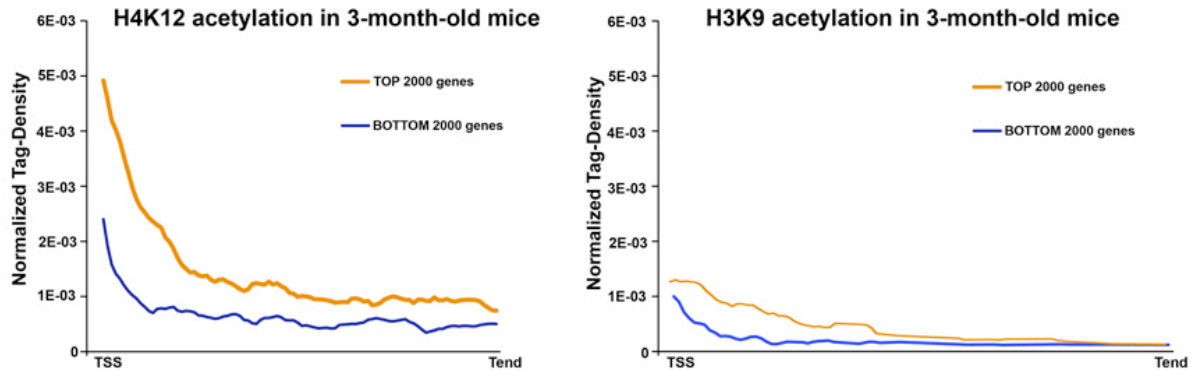 H4K12 acetylation in 3-month-old mice
6E-03
5E-03
4E-03
3E-03
2E-03
1E-03
0
Normalized Tag-Density
TOP 2000 genes
BOTTOM 2000 genes
TSS
Tend
H3K9 acetylation in 3-month-old mice
6E-03
5E-03
4E-03
3E-03
2E-03
1E-03
0
Normalized Tag-Density
TOP 2000 genes
BOTTOM 2000 genes
TSS
Tend